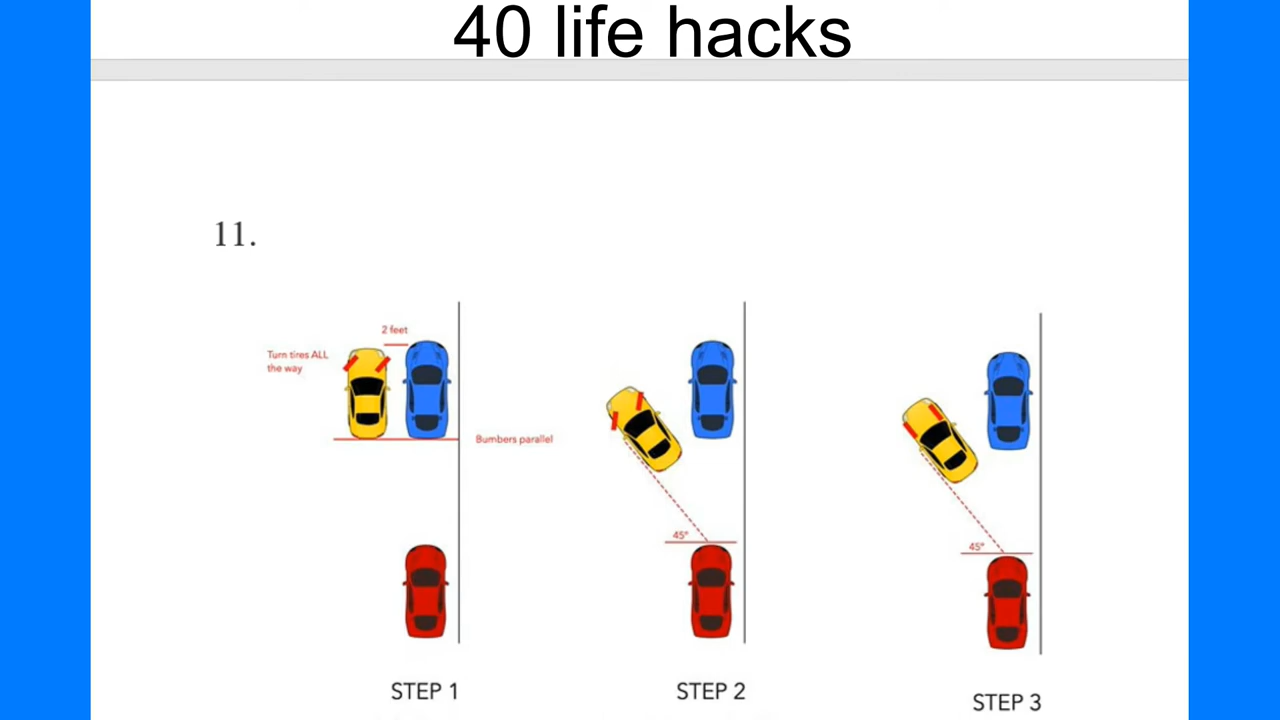 40 life hacks
11.
2 feet
Turn tires ALL
the way
Bumbers parallel
45°
45°
STEP 1
STEP 2
STEP 3